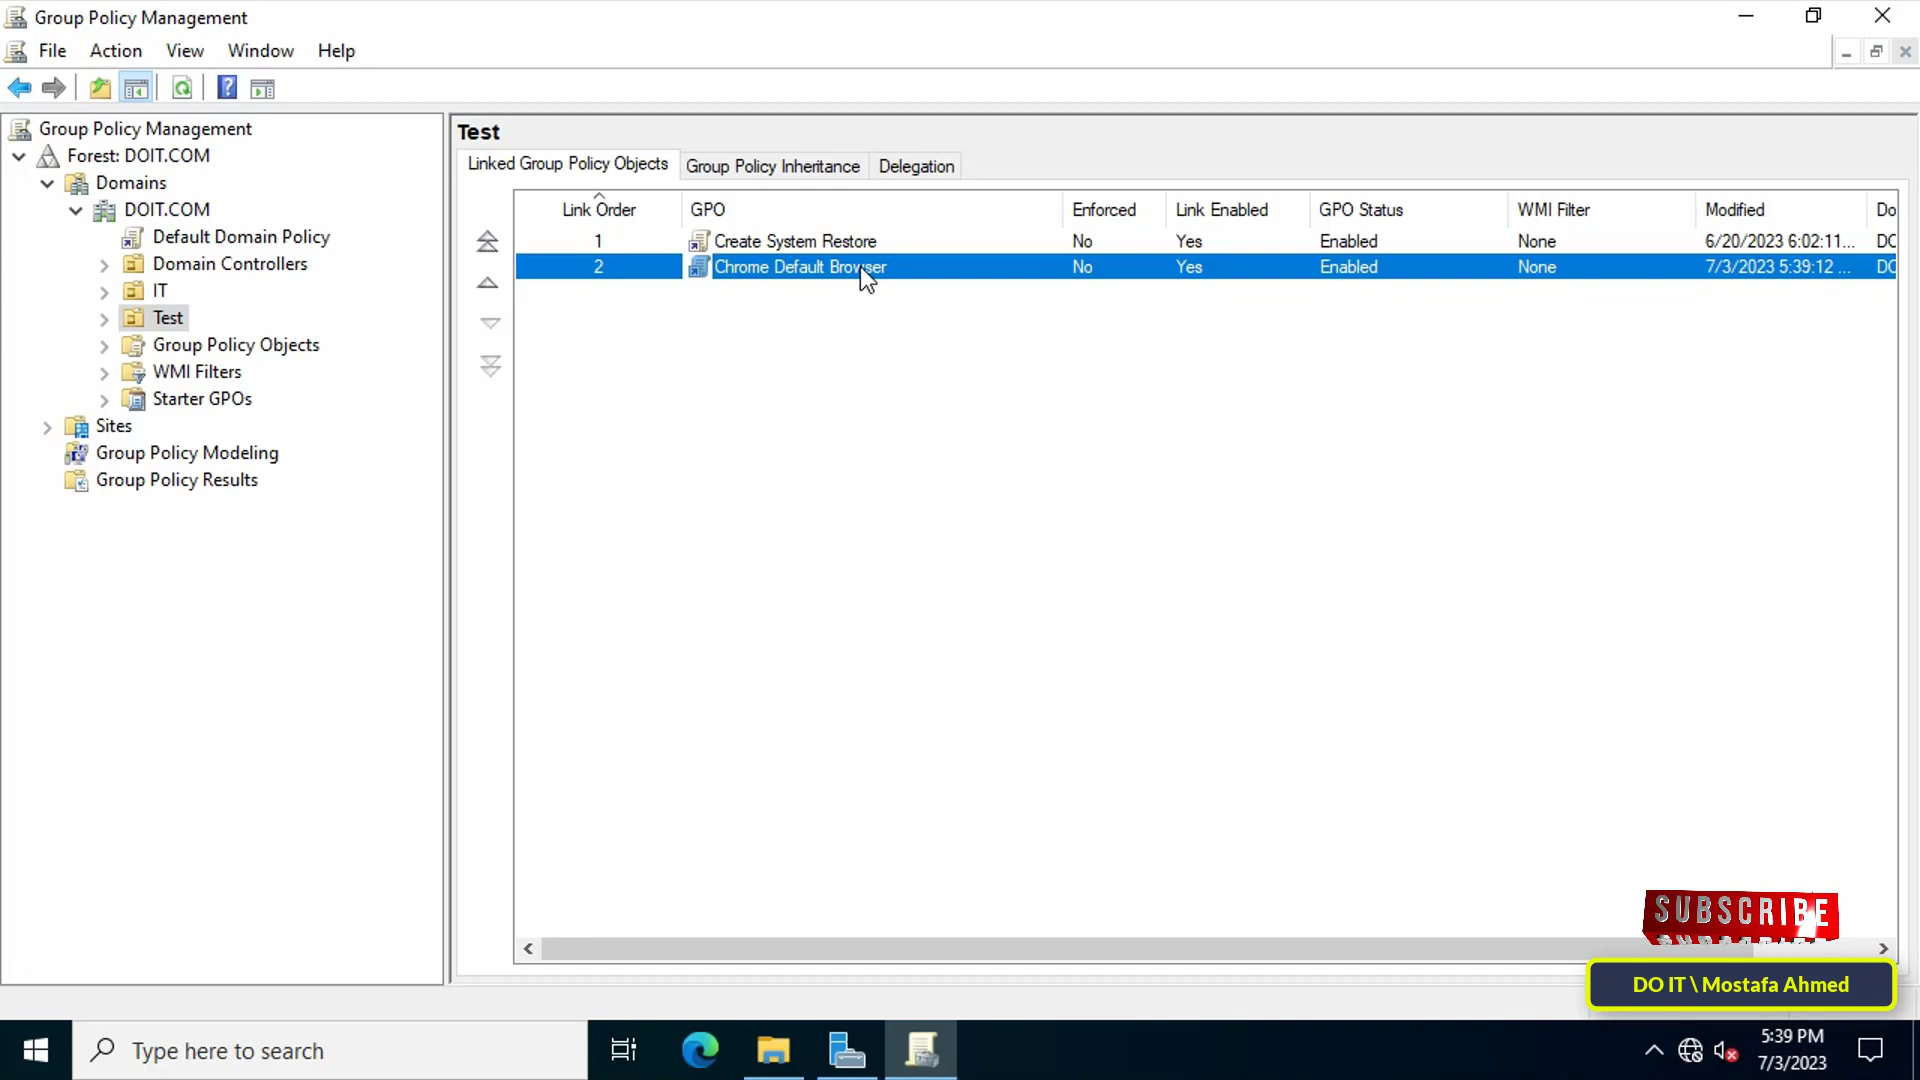 Group Policy Management
File Action View Window Help
Group Policy Management
Forest: DOIT.COM
Domains
DOIT.COM
Default Domain Policy
Domain Controllers
IT
Test
Group Policy Objects
WMI Filters
Starter GPOs
Sites
Group Policy Modeling
Group Policy Results
Test
Linked Group Policy Objects Group Policy Inheritance Delegation
Link Order GPO Enforced Link Enabled GPO Status WMI Filter Modified Do
1 Create System Restore No Yes Enabled None 6/20/2023 6:02:11... DC
2 Chrome Default Browser No Yes Enabled None 7/3/2023 5:39:12 ... DC
SUBSCRIBE
DO IT \ Mostafa Ahmed
Type here to search
5:39 PM
7/3/2023